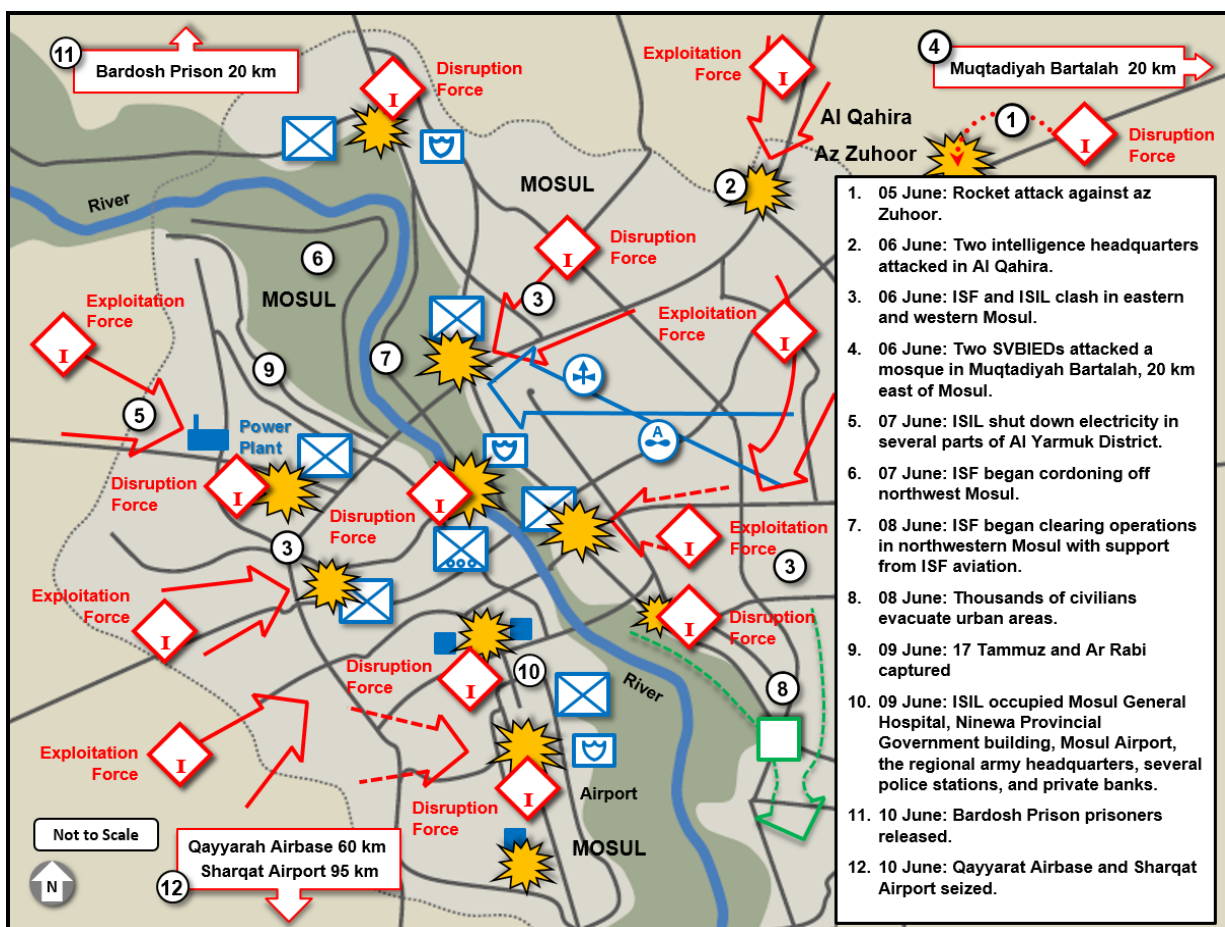 11
Bardosh Prison 20 km
Disruption
Force
Exploitation
Force
I
I
4
Muqtadiyah Bartalah 20 km
Al Qahira
Az Zuhoor
1
I
Disruption
Force
2
River
MOSUL
6
MOSUL
I
Disruption
Force
3
Exploitation
Force
I
Exploitation
Force
I
7
9
5
Power
Plant
A
Disruption
Force
I
Disruption
Force
I
3
I
Exploitation
Force
3
Exploitation
Force
I
I
Disruption
Force
Disruption
Force
I
10
River
8
Exploitation
Force
I
Disruption
Force
I
Airport
MOSUL
Not to Scale
N
Qayyarah Airbase 60 km
Sharqat Airport 95 km
12
1. 05 June: Rocket attack against az
Zuhoor.
2. 06 June: Two intelligence headquarters
attacked in Al Qahira.
3. 06 June: ISF and ISIL clash in eastern
and western Mosul.
4. 06 June: Two SVBIEDs attacked a
mosque in Muqtadiyah Bartalah, 20 km
east of Mosul.
5. 07 June: ISIL shut down electricity in
several parts of Al Yarmuk District.
6. 07 June: ISF began cordoning off
northwest Mosul.
7. 08 June: ISF began clearing operations
in northwestern Mosul with support
from ISF aviation.
8. 08 June: Thousands of civilians
evacuate urban areas.
9. 09 June: 17 Tammuz and Ar Rabi
captured
10. 09 June: ISIL occupied Mosul General
Hospital, Ninewa Provincial
Government building, Mosul Airport,
the regional army headquarters, several
police stations, and private banks.
11. 10 June: Bardosh Prison prisoners
released.
12. 10 June: Qayyarat Airbase and Sharqat
Airport seized.